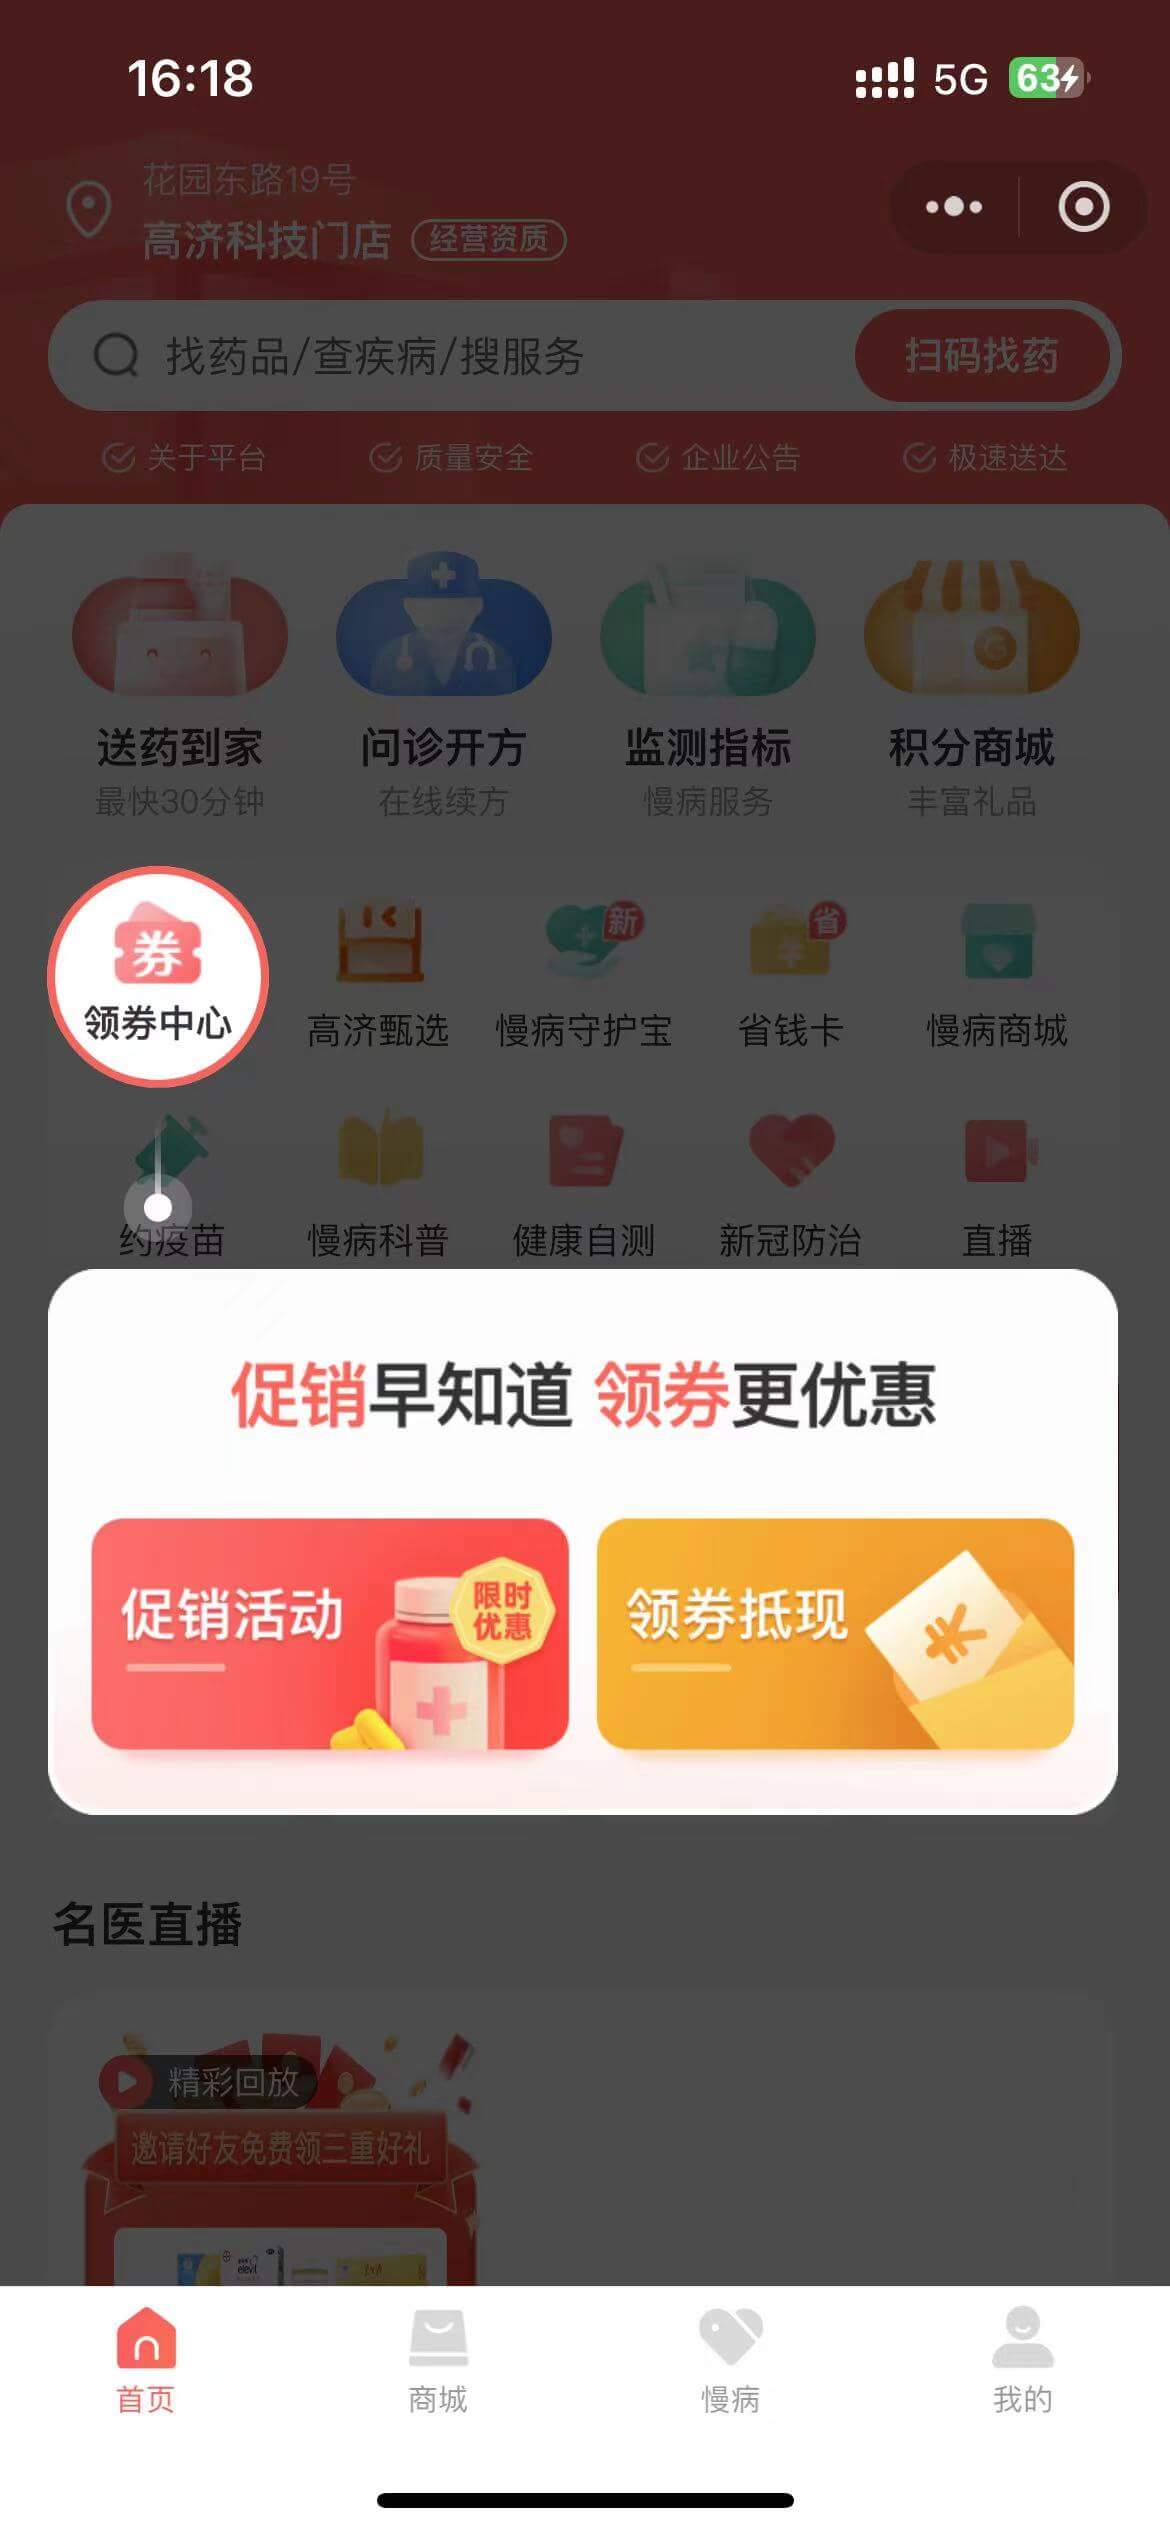 16:18
5G 63
花园东路19号
高济科技门店 经营资质
找药品/查疾病/搜服务 扫码找药
关于平台 质量安全 企业公告 极速送达
送药到家 问诊开方 监测指标 积分商城
最快30分钟 在线续方 慢病服务 丰富礼品
券 新 省
领券中心 高济甄选 慢病守护宝 省钱卡 慢病商城
约疫苗 慢病科普 健康自测 新冠防治 直播
促销早知道 领券更优惠
促销活动 限时优惠 领券抵现
名医直播
精彩回放
邀请好友免费领三重好礼
elevit
首页 商城 慢病 我的